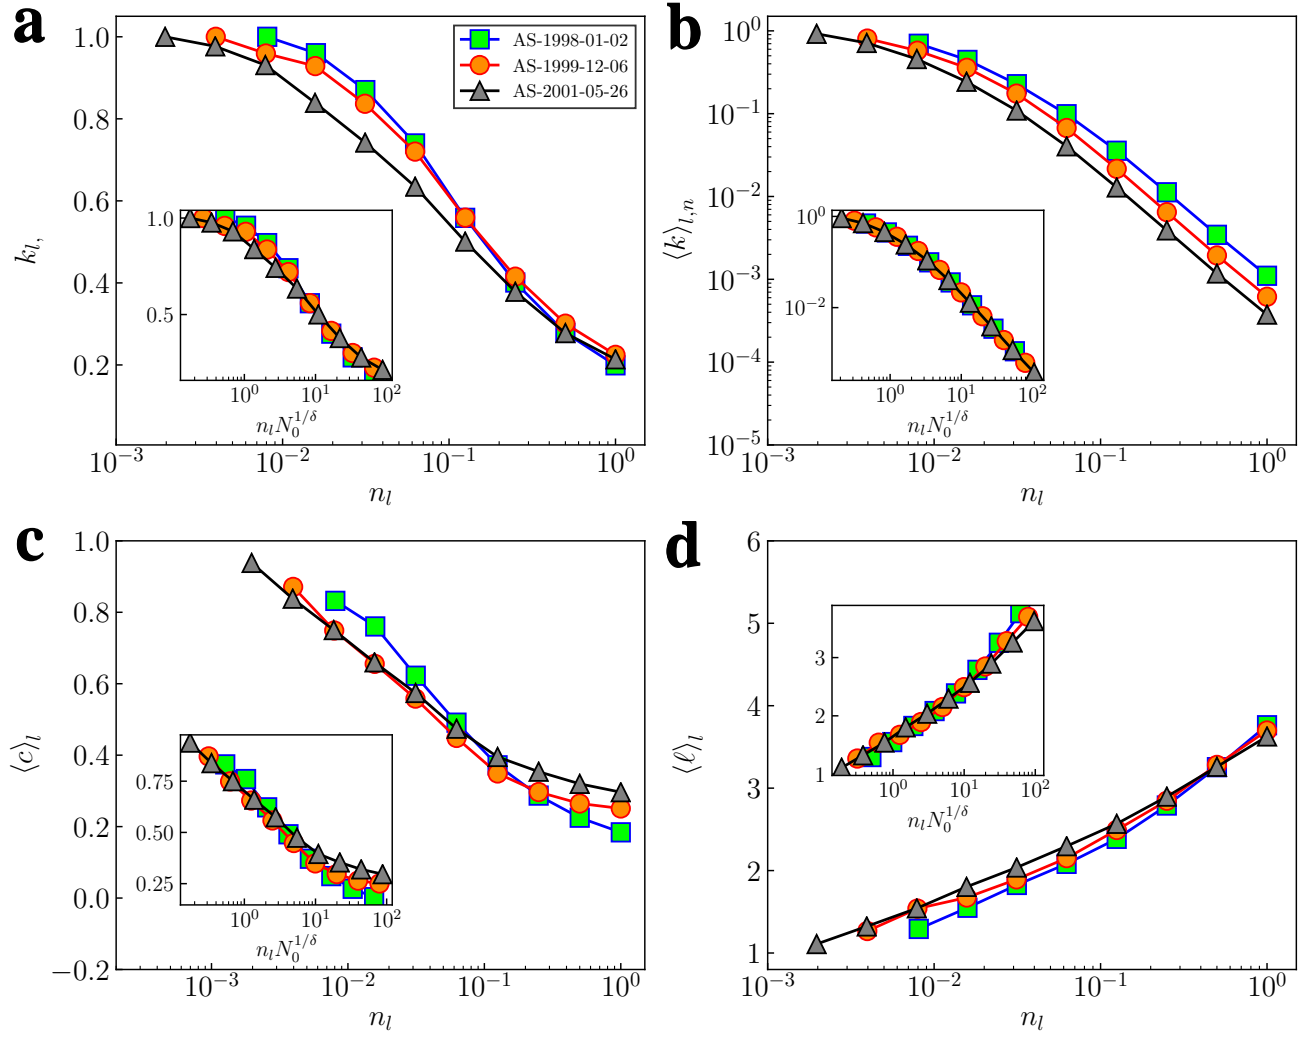 a
1.0
0.8
0.6
0.4
0.2
k_{l,}
10^{-3} 10^{-2} 10^{-1} 10^{0}
n_l
AS-1998-01-02
AS-1999-12-06
AS-2001-05-26
1.0
0.5
10^{0} 10^{1} 10^{2}
n_l N_0^{1/δ}
b
10^{0}
10^{-1}
10^{-2}
10^{-3}
10^{-4}
10^{-5}
⟨k⟩_{l,n}
10^{-3} 10^{-2} 10^{-1} 10^{0}
n_l
10^{0}
10^{-2}
10^{0} 10^{1} 10^{2}
n_l N_0^{1/δ}
c
1.0
0.8
0.6
0.4
0.2
0.0
−0.2
⟨c⟩_l
10^{-3} 10^{-2} 10^{-1} 10^{0}
n_l
0.75
0.50
0.25
10^{0} 10^{1} 10^{2}
n_l N_0^{1/δ}
d
6
5
4
3
2
1
⟨ℓ⟩_l
10^{-3} 10^{-2} 10^{-1} 10^{0}
n_l
3
2
1
10^{0} 10^{1} 10^{2}
n_l N_0^{1/δ}